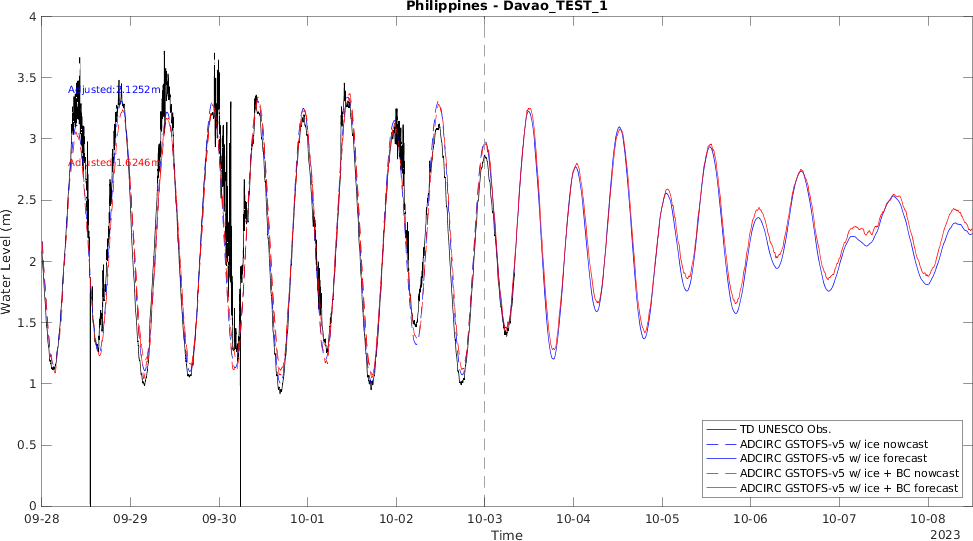 Philippines - Davao_TEST_1
Water Level (m)
4
3.5
3
2.5
2
1.5
1
0.5
0
Adjusted:2.1252m
Adjusted:1.6246m
TD UNESCO Obs.
ADCIRC GSTOFS-v5 w/ ice nowcast
ADCIRC GSTOFS-v5 w/ ice forecast
ADCIRC GSTOFS-v5 w/ ice + BC nowcast
ADCIRC GSTOFS-v5 w/ ice + BC forecast
09-28 09-29 09-30 10-01 10-02 10-03 10-04 10-05 10-06 10-07 10-08
2023
Time